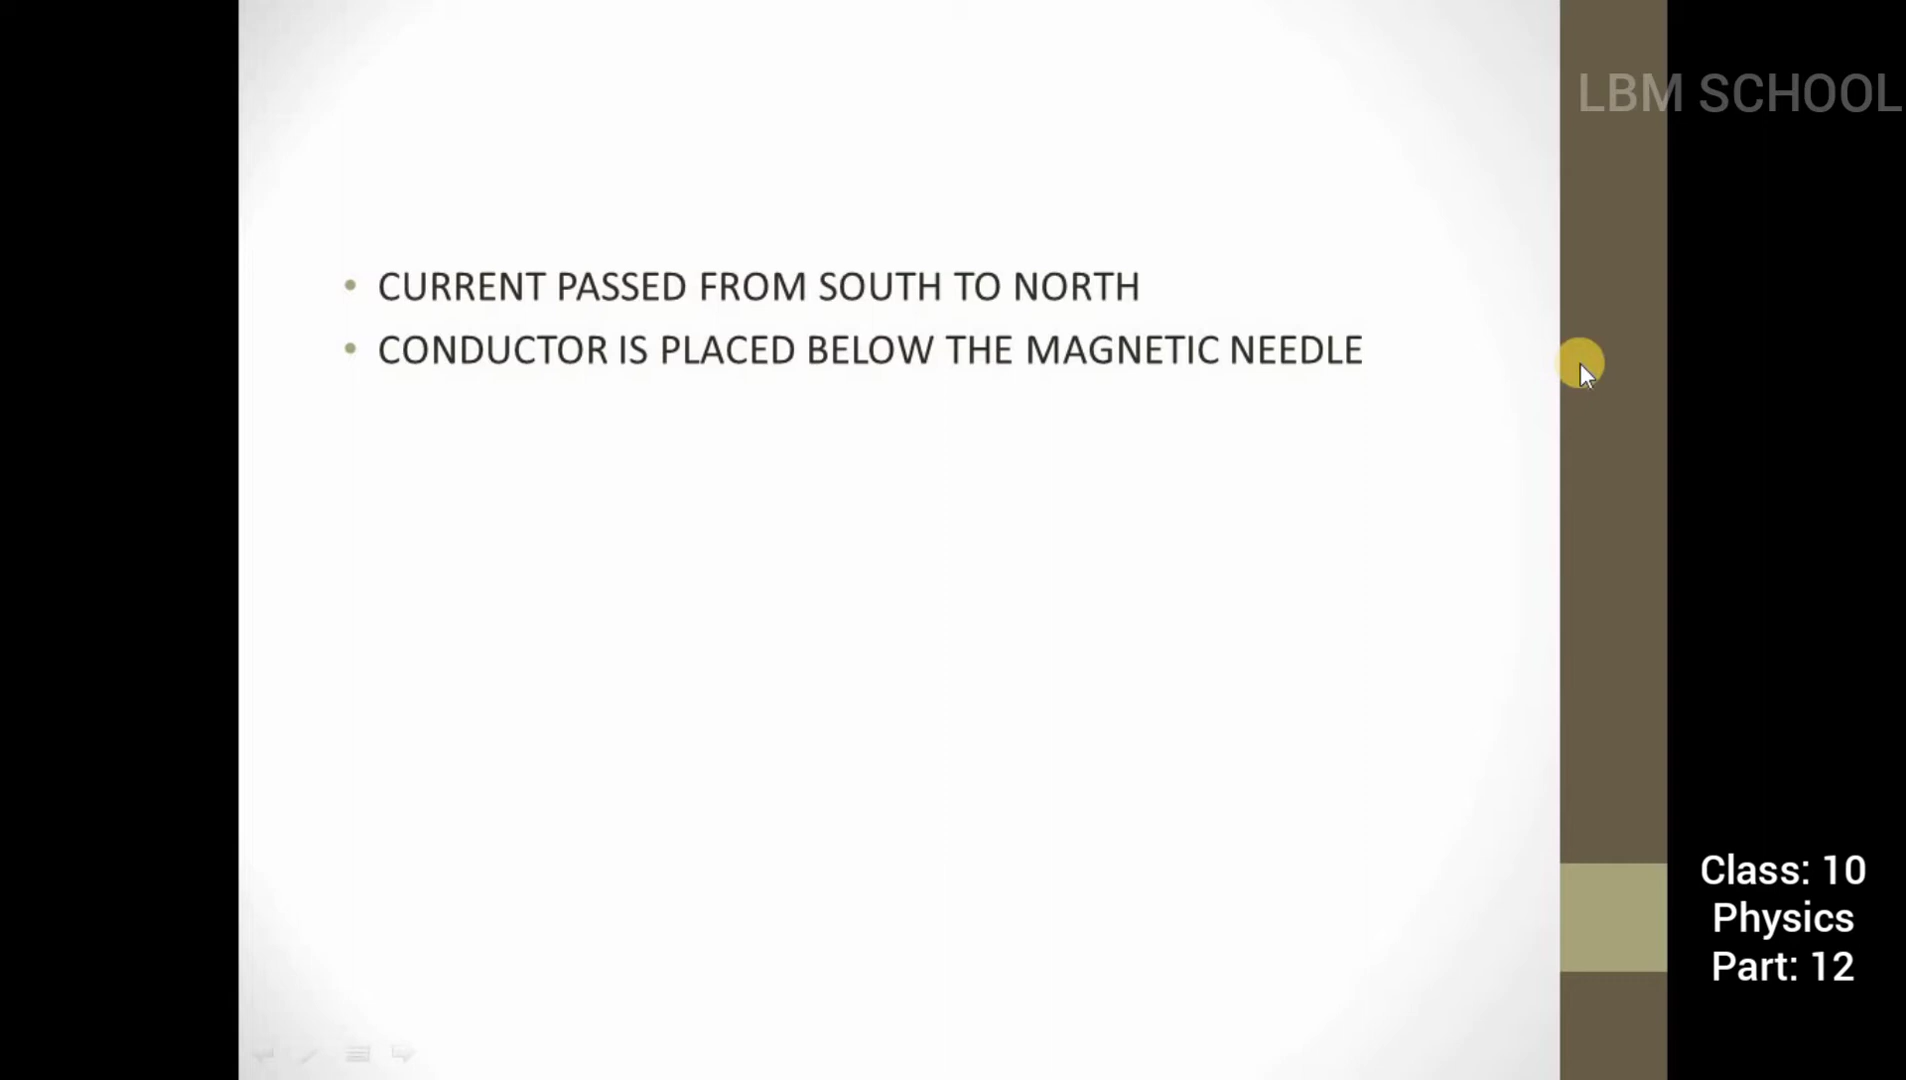 LBM SCHOOL
• CURRENT PASSED FROM SOUTH TO NORTH
• CONDUCTOR IS PLACED BELOW THE MAGNETIC NEEDLE
Class: 10
Physics
Part: 12